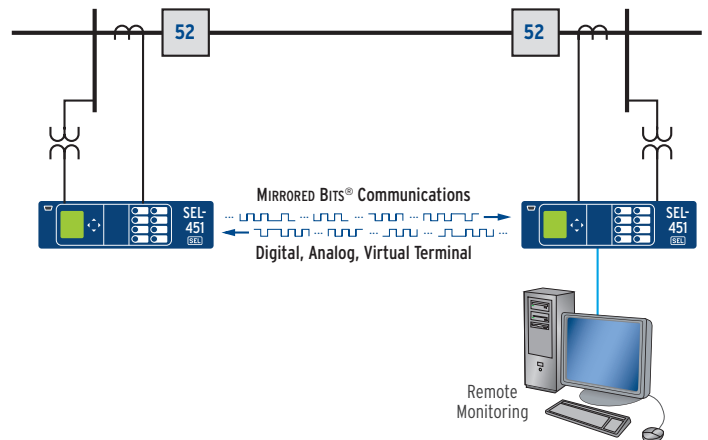 52
52
MIRRORED BITS® Communications
SEL-
451
SEL
SEL-
451
SEL
Digital, Analog, Virtual Terminal
Remote
Monitoring